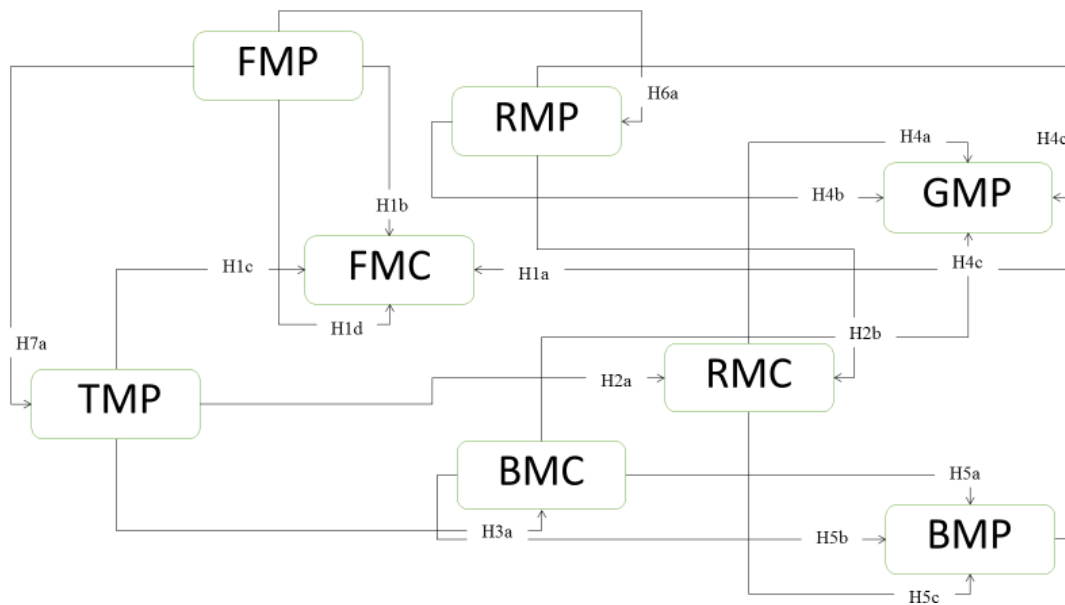 FMP
RMP
H6a
H4a
H4c
GMP
H4b
H1b
FMC
H1c
H1a
H4c
H1d
H2b
H7a
TMP
H2a
RMC
BMC
H5a
H3a
H5b
BMP
H5c